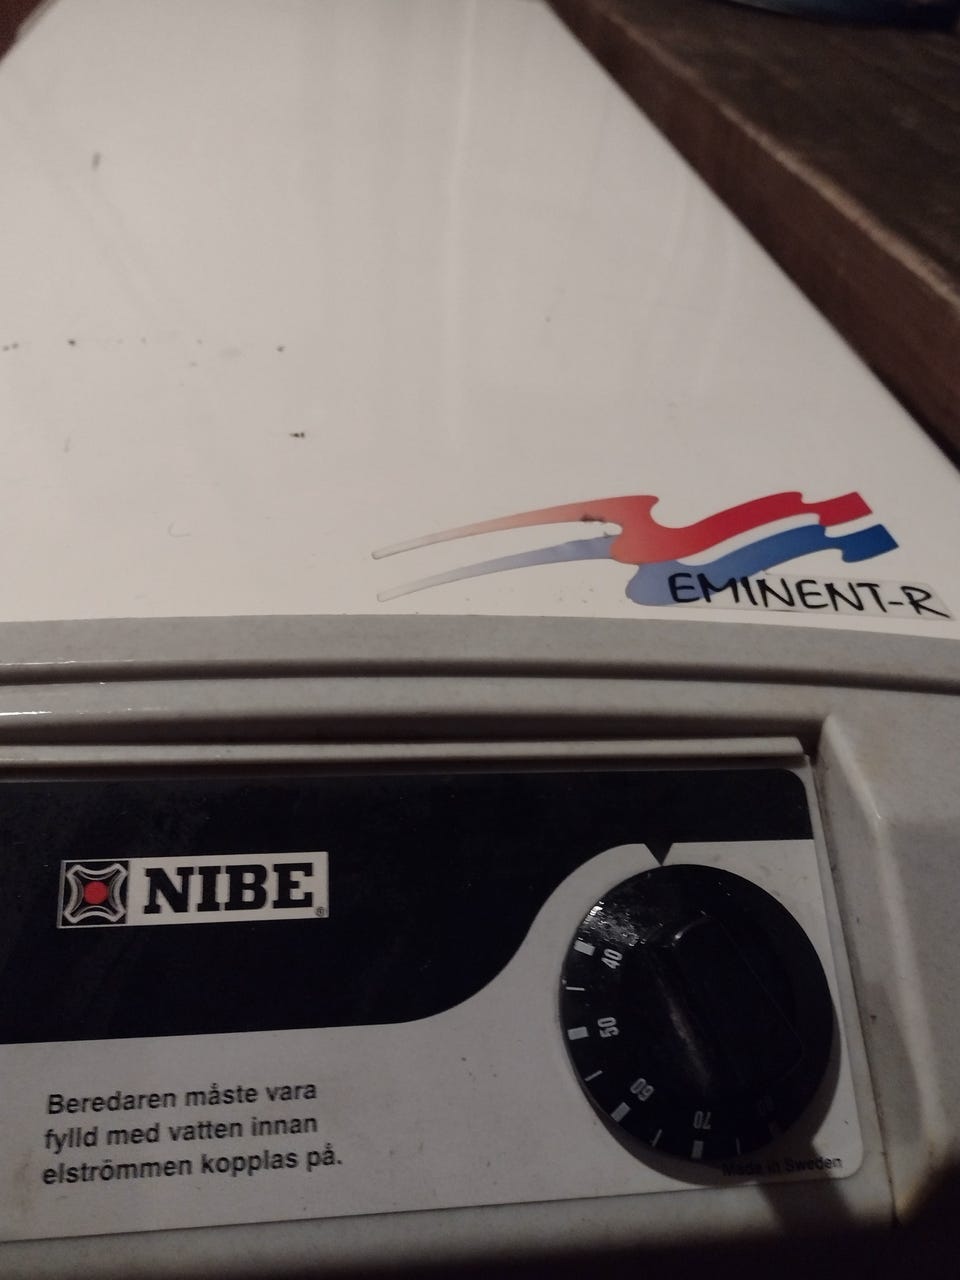 EMINENT-R
NIBE
®
40
50
60
70
80
Beredaren måste vara
fylld med vatten innan
elströmmen kopplas på.
Made in Sweden